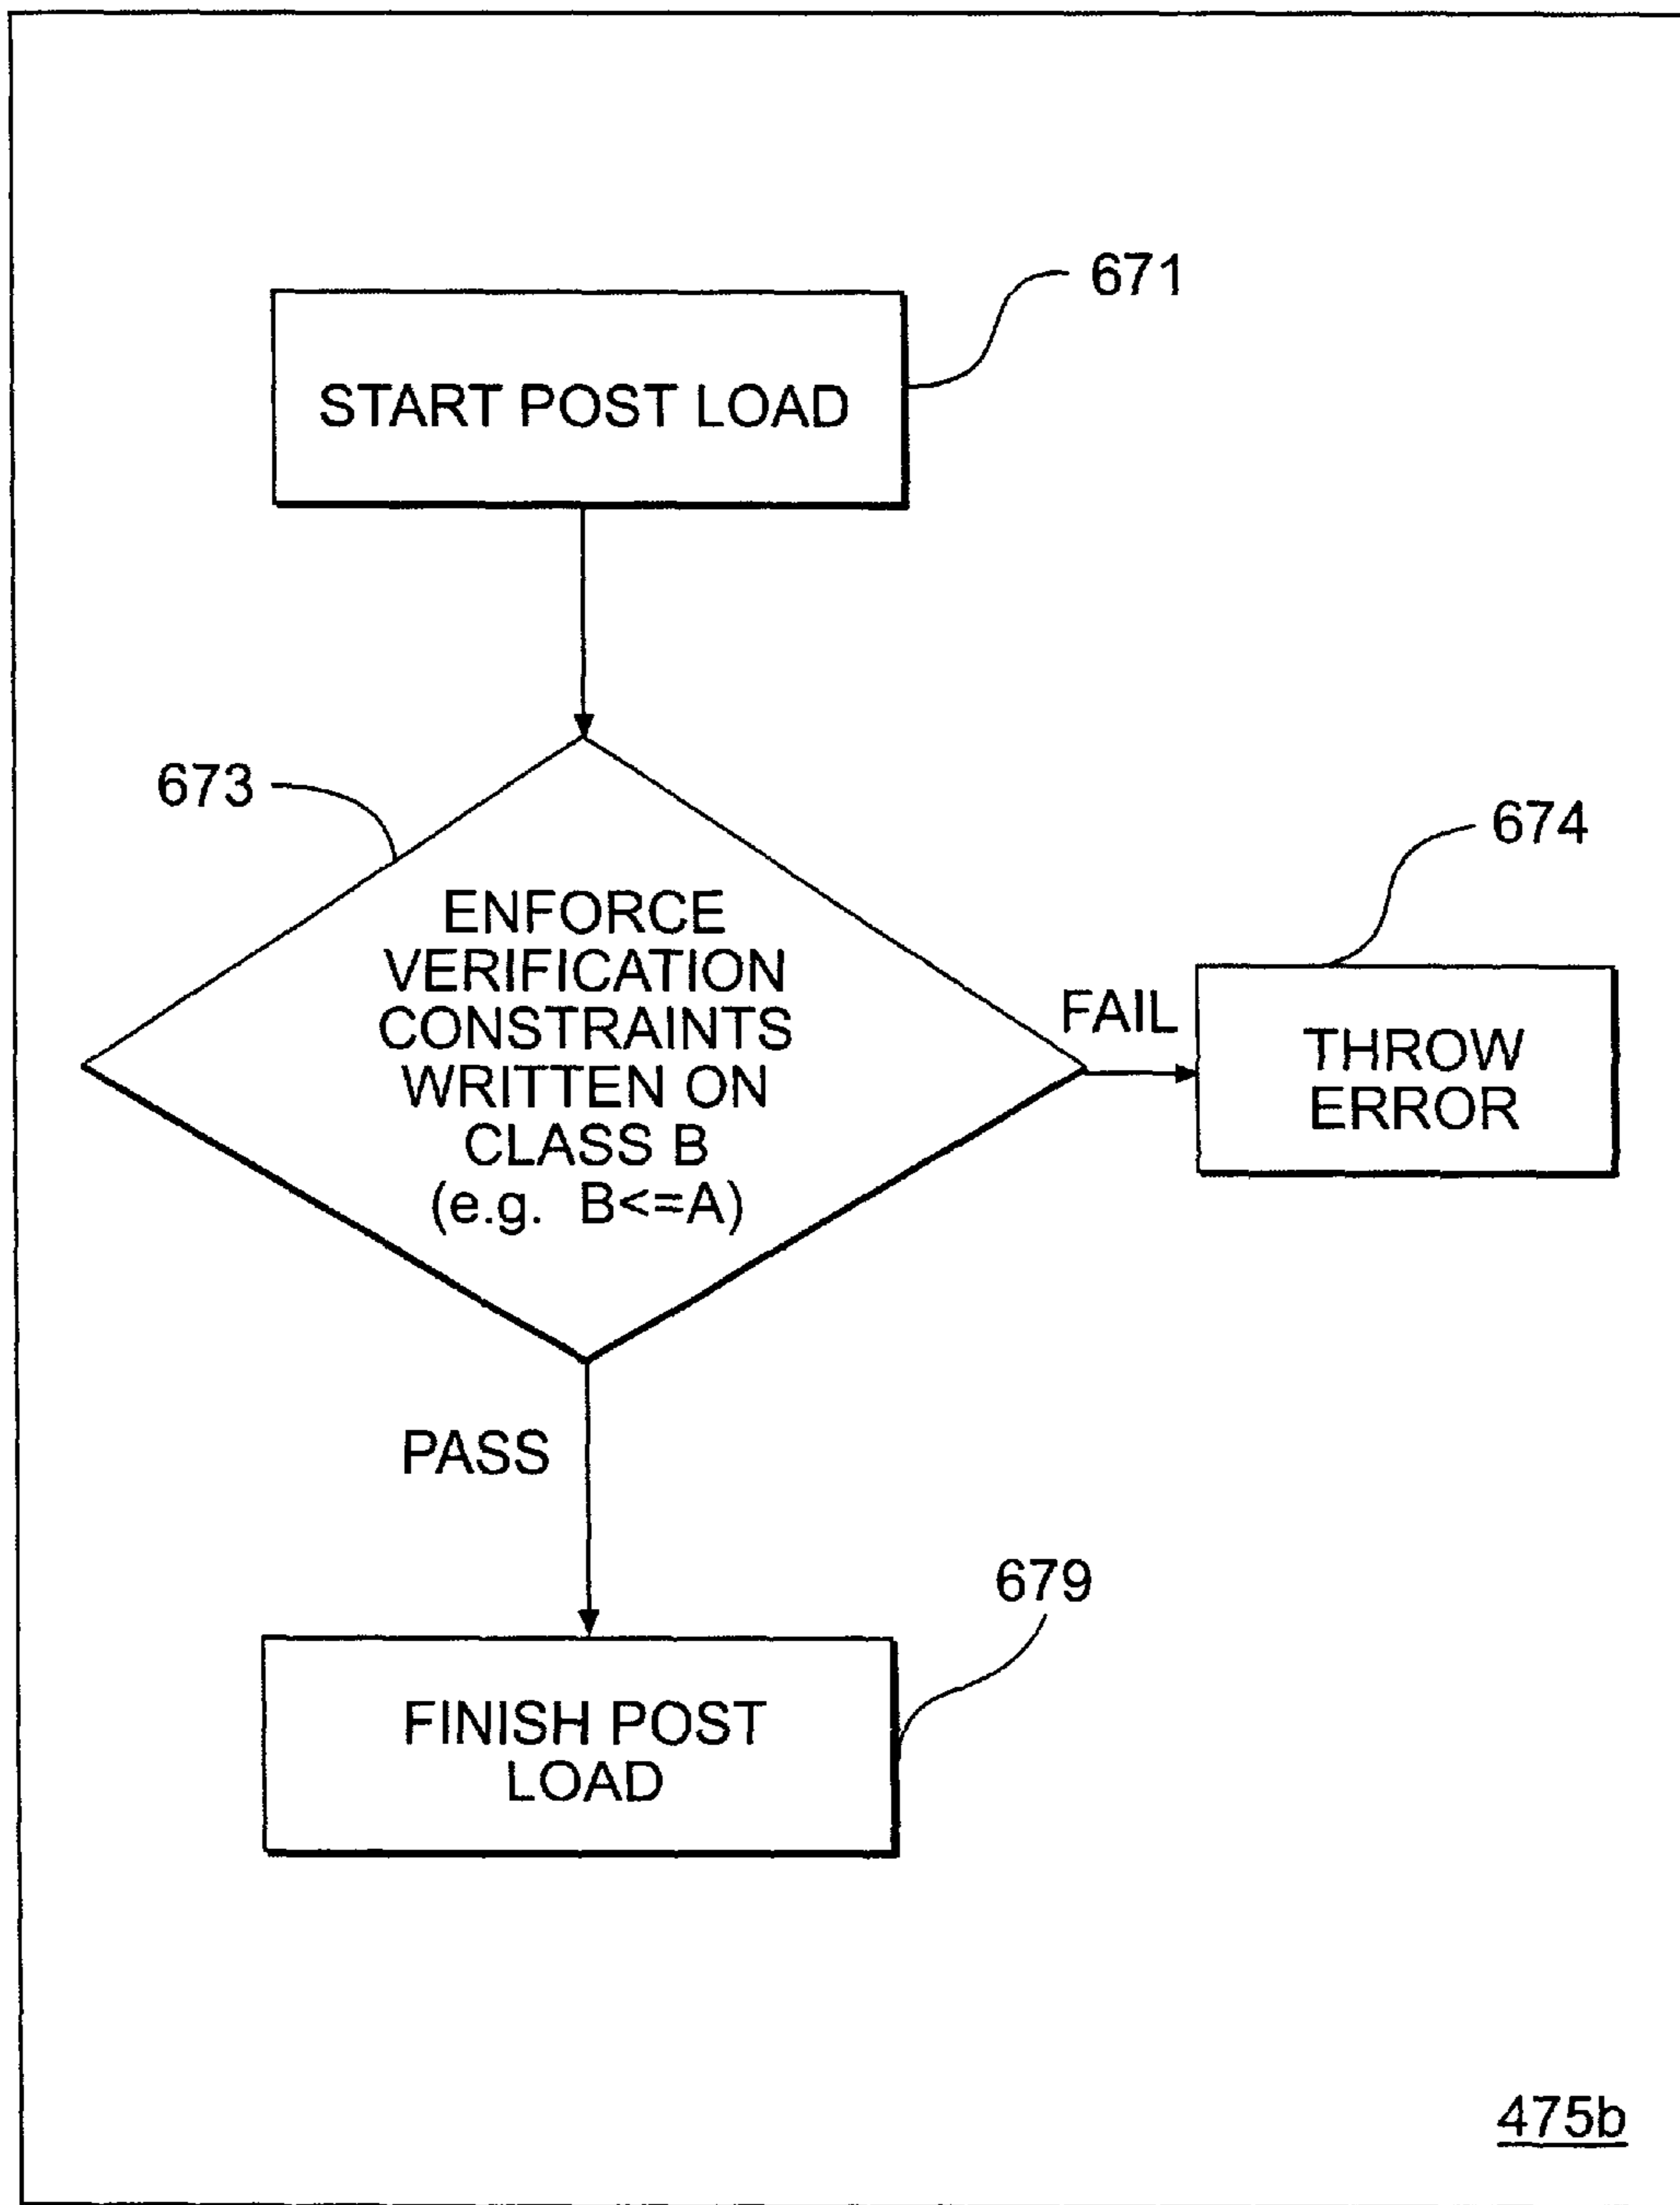 671
START POST LOAD
673
ENFORCE
VERIFICATION
CONSTRAINTS
WRITTEN ON
CLASS B
(e.g. B<=A)
FAIL
674
THROW
ERROR
PASS
679
FINISH POST
LOAD
475b